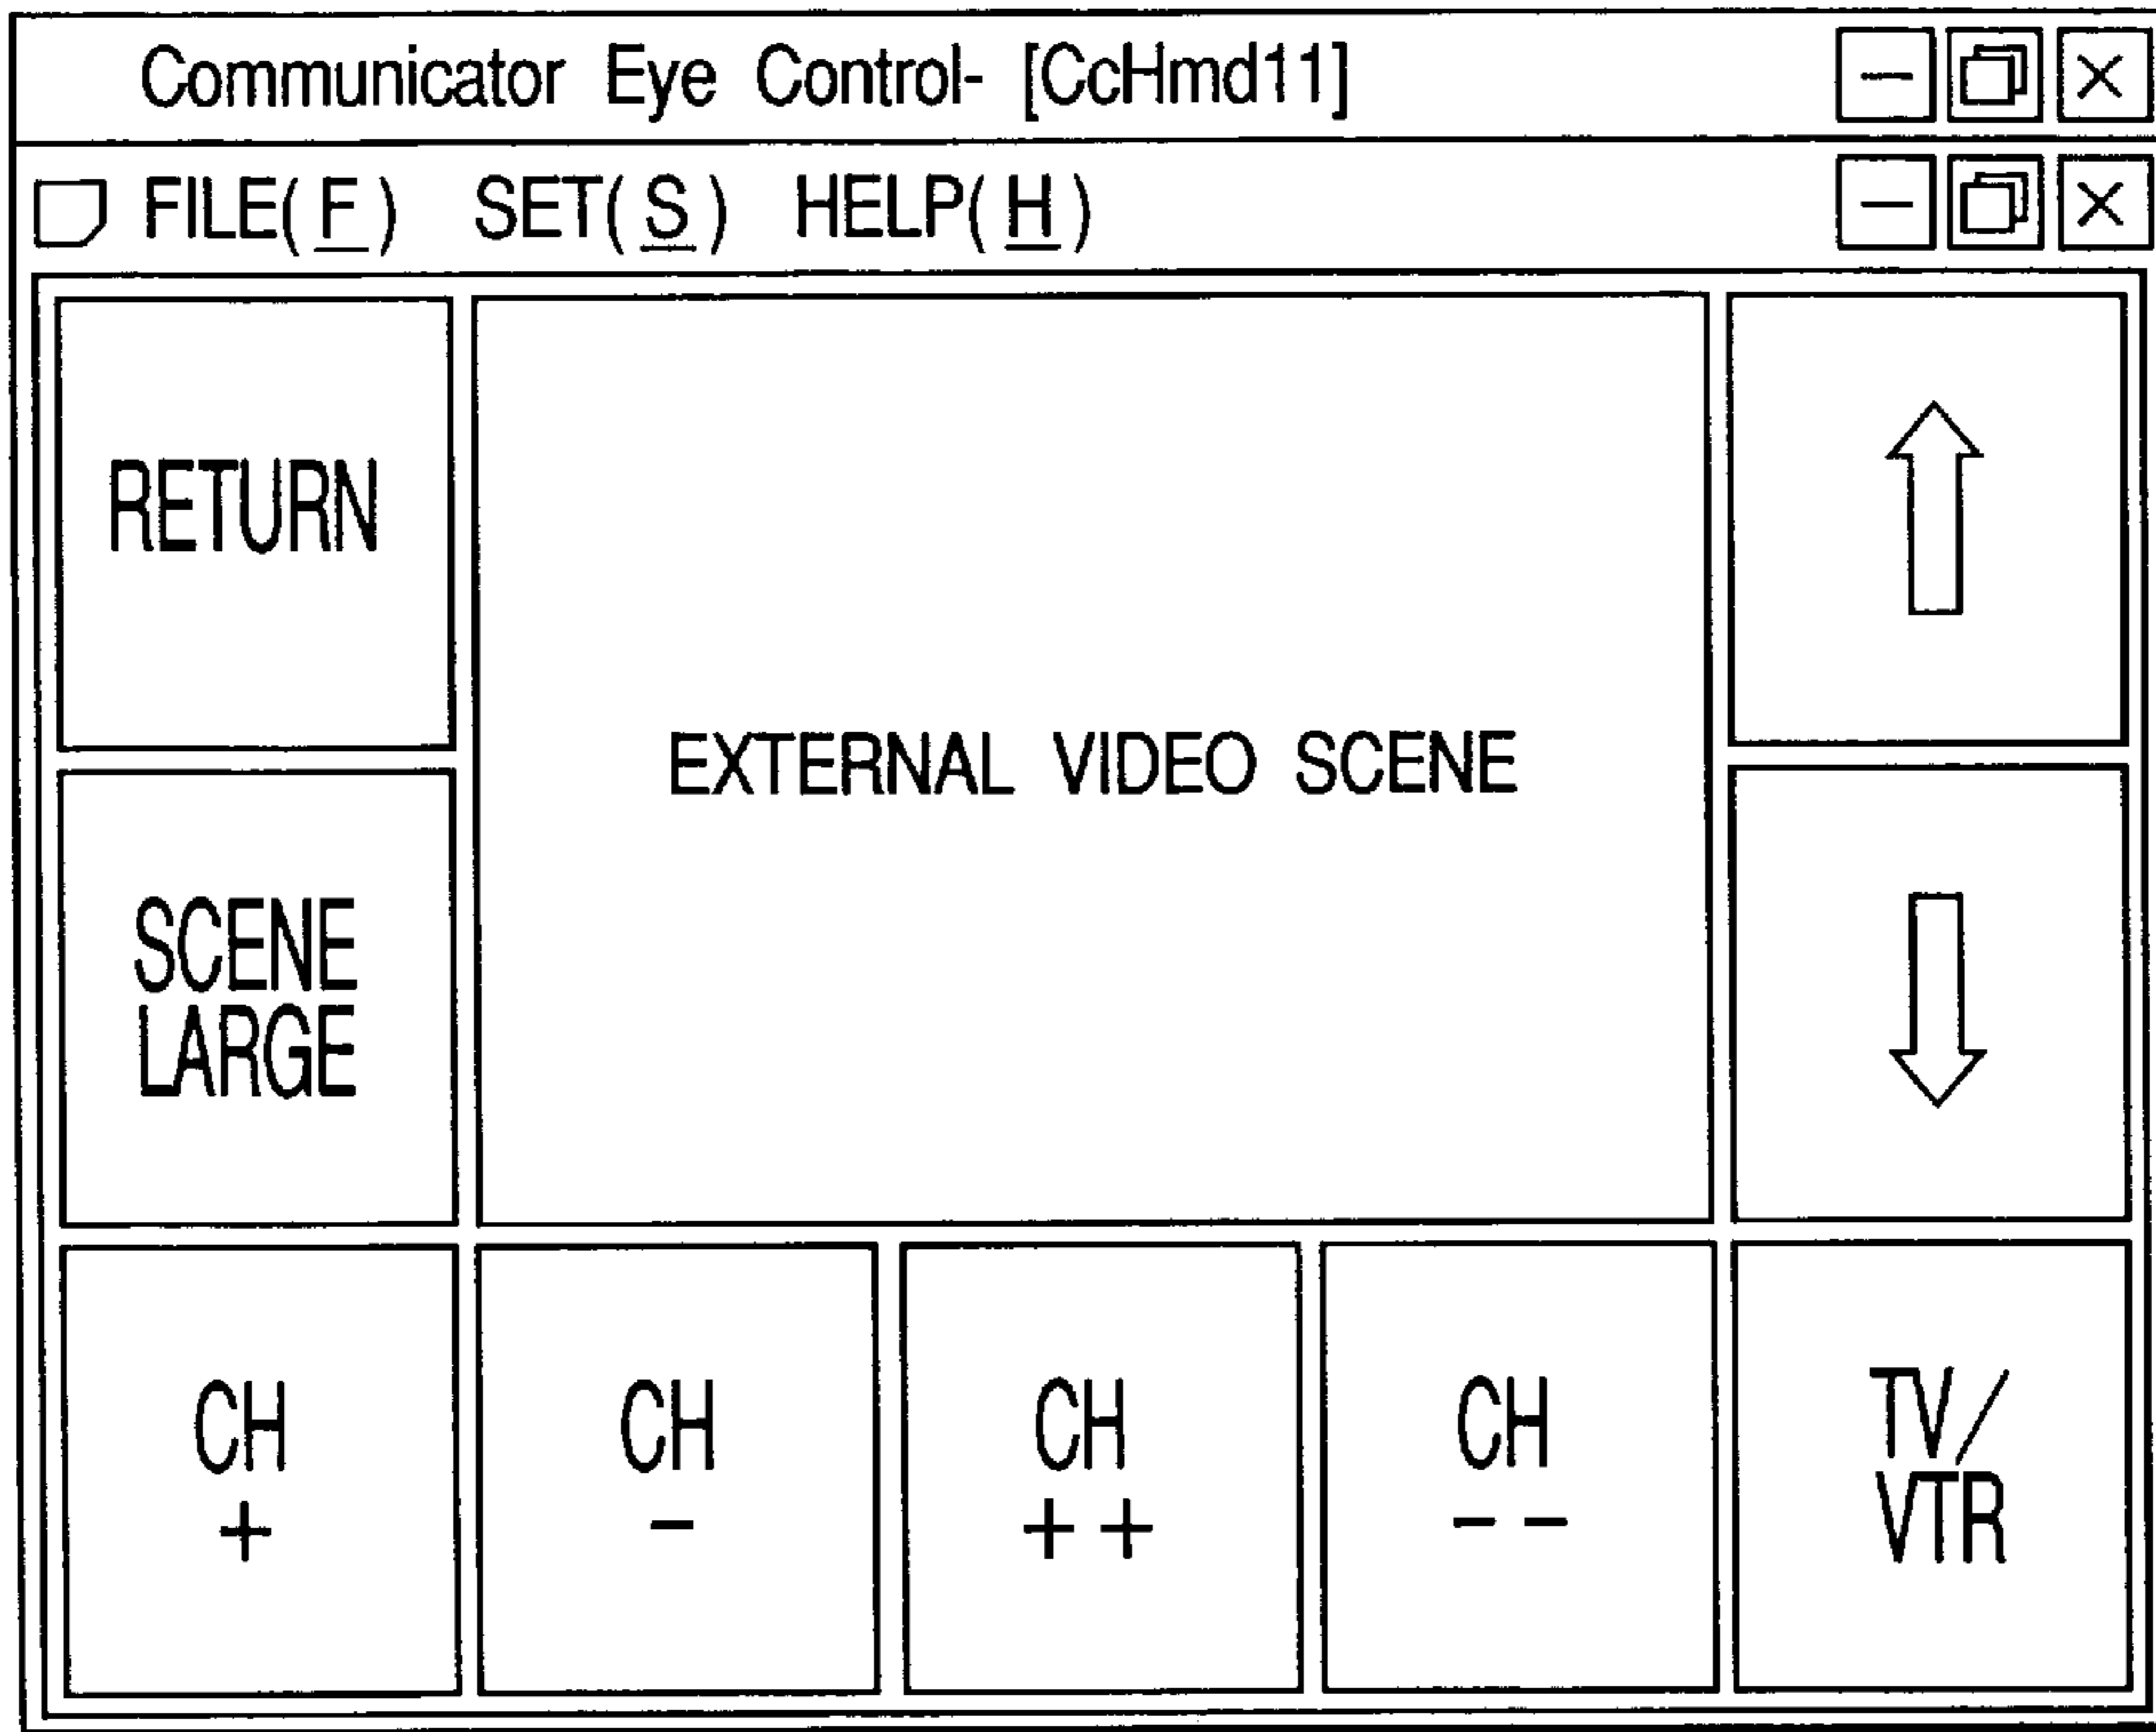 Communicator Eye Control- [CcHmd11]
FILE(F) SET(S) HELP(H)
RETURN
EXTERNAL VIDEO SCENE
SCENE
LARGE
CH
+
CH
-
CH
++
CH
--
TV/
VTR